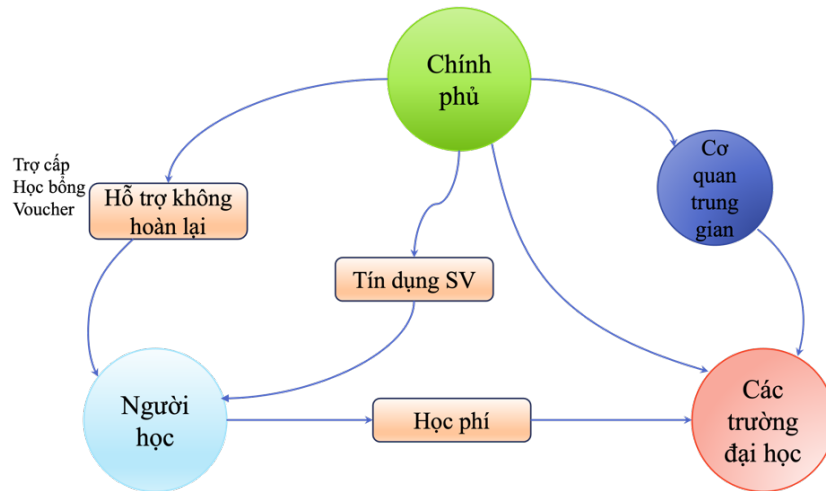 Chính
phủ
Cơ
quan
trung
gian
Trợ cấp
Học bổng
Voucher
Hỗ trợ không
hoàn lại
Tín dụng SV
Người
học
Học phí
Các
trường
đại học